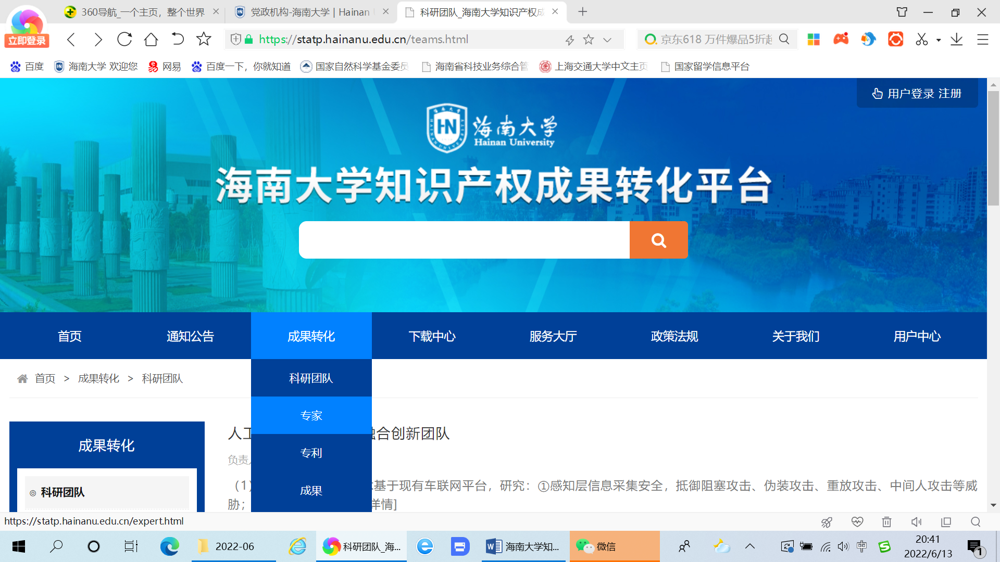 360导航_一个主页，整个世界
党政机构-海南大学 | Hainan
科研团队_海南大学知识产权成
立即登录
https://statp.hainanu.edu.cn/teams.html
京东618 万件爆品5折起
百度
海南大学 欢迎您
网易
百度一下，你就知道
国家自然科学基金委员
海南省科技业务综合管
上海交通大学中文主页
国家留学信息平台
用户登录 注册
海南大学
Hainan University
海南大学知识产权成果转化平台
首页
通知公告
成果转化
下载中心
服务大厅
政策法规
关于我们
用户中心
首页 > 成果转化 > 科研团队
科研团队
专家
专利
成果
成果转化
科研团队
人工
融合创新团队
负责
（1）
基于现有车联网平台，研究：①感知层信息采集安全，抵御阻塞攻击、伪装攻击、重放攻击、中间人攻击等威
胁；
详情]
https://statp.hainanu.edu.cn/expert.html
2022-06
科研团队_海...
海南大学知...
微信
中
20:41
2022/6/13
1